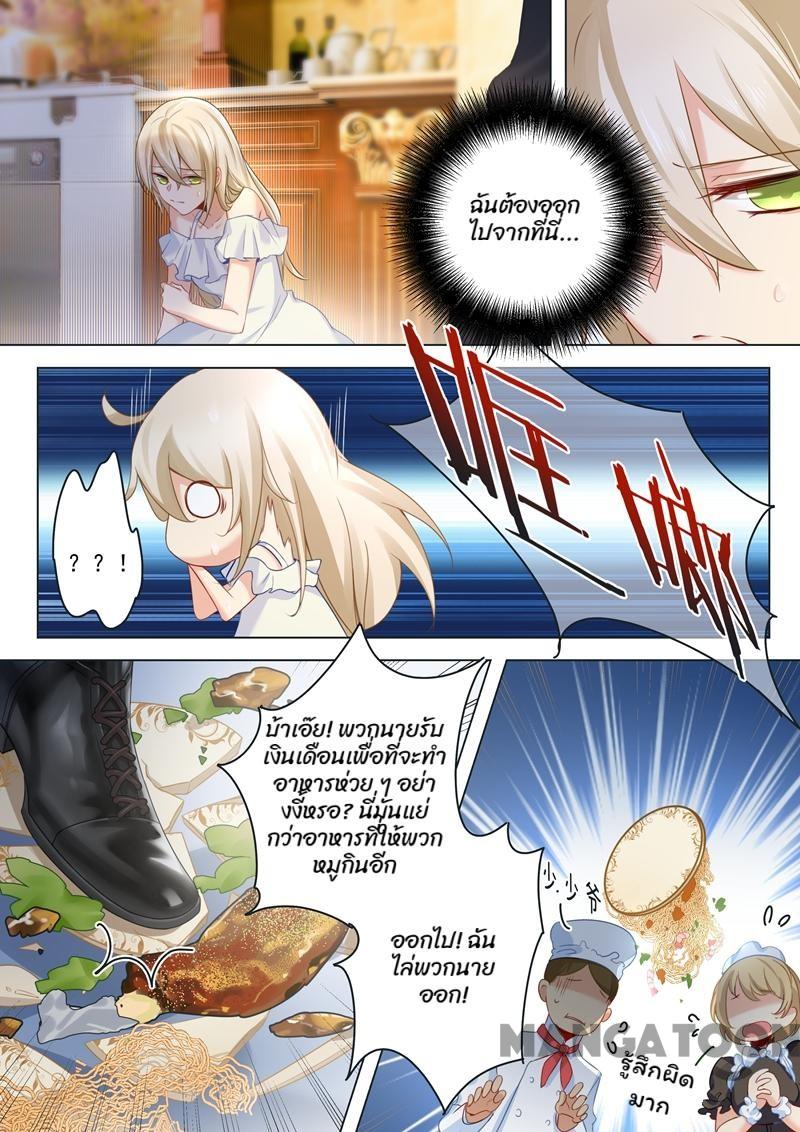 ฉันต้องออก
ไปจากที่นี่...
哐
啷
? ? !
บ้าเอ๊ย! พวกนายรับ
เงินเดือนเพื่อที่จะทำ
อาหารห่วย ๆ อย่า
งงี้หรอ? นี่มันแย่
กว่าอาหารที่ให้พวก
หมูกินอีก
ออกไป! ฉัน
ไล่พวกนาย
ออก!
少.少爷
รู้สึกผิด
มาก
MANGATOON